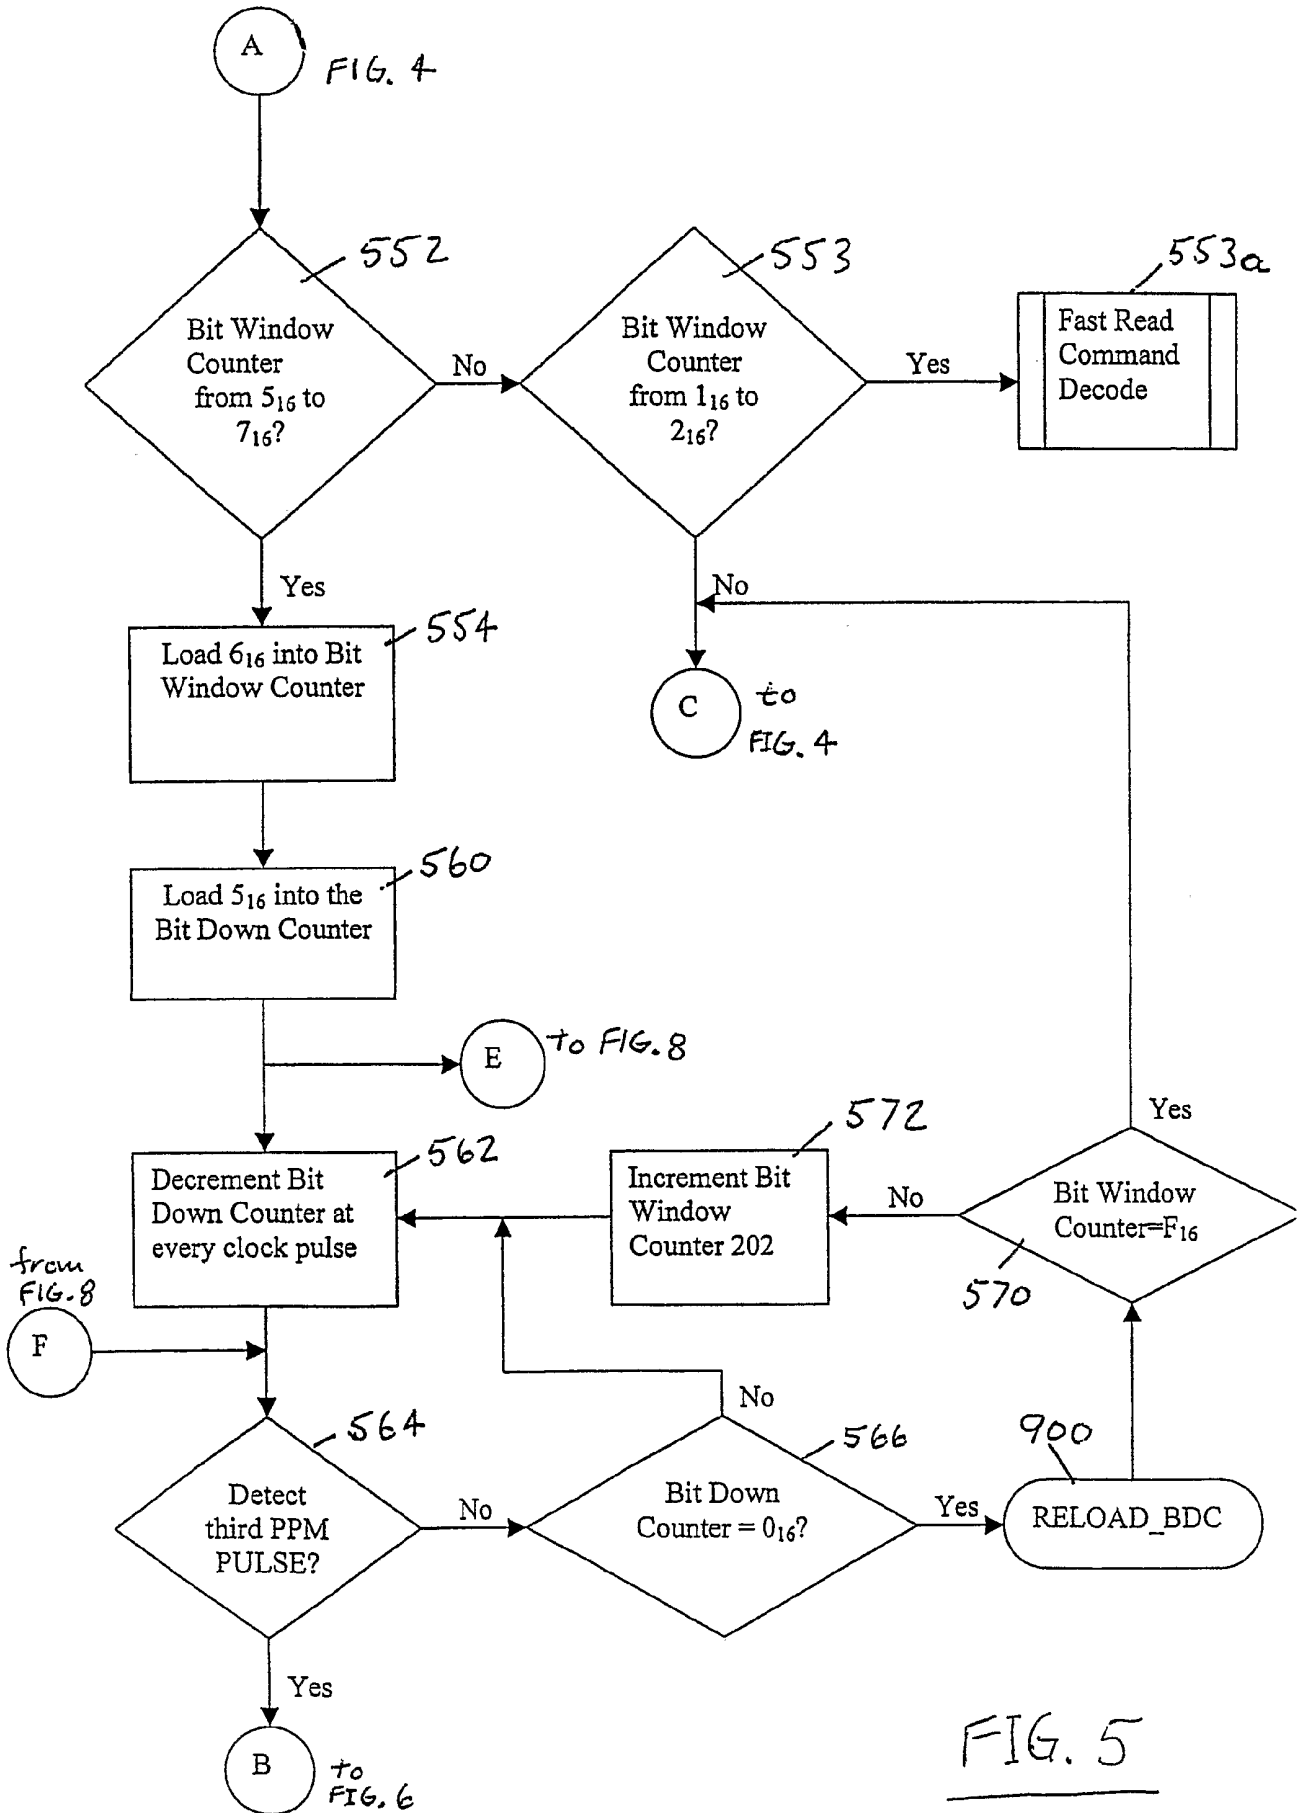 A
FIG. 4
552
Bit Window
Counter
from 5₁₆ to
7₁₆?
No
553
Bit Window
Counter
from 1₁₆ to
2₁₆?
Yes
553a
Fast Read
Command
Decode
Yes
No
554
Load 6₁₆ into Bit
Window Counter
C
to
FIG. 4
560
Load 5₁₆ into the
Bit Down Counter
E
to FIG. 8
562
Decrement Bit
Down Counter at
every clock pulse
572
Increment Bit
Window
Counter 202
No
Yes
Bit Window
Counter=F₁₆
570
from
FIG. 8
F
564
Detect
third PPM
PULSE?
No
No
566
Bit Down
Counter = 0₁₆?
Yes
900
RELOAD_BDC
Yes
B
to
FIG. 6
FIG. 5